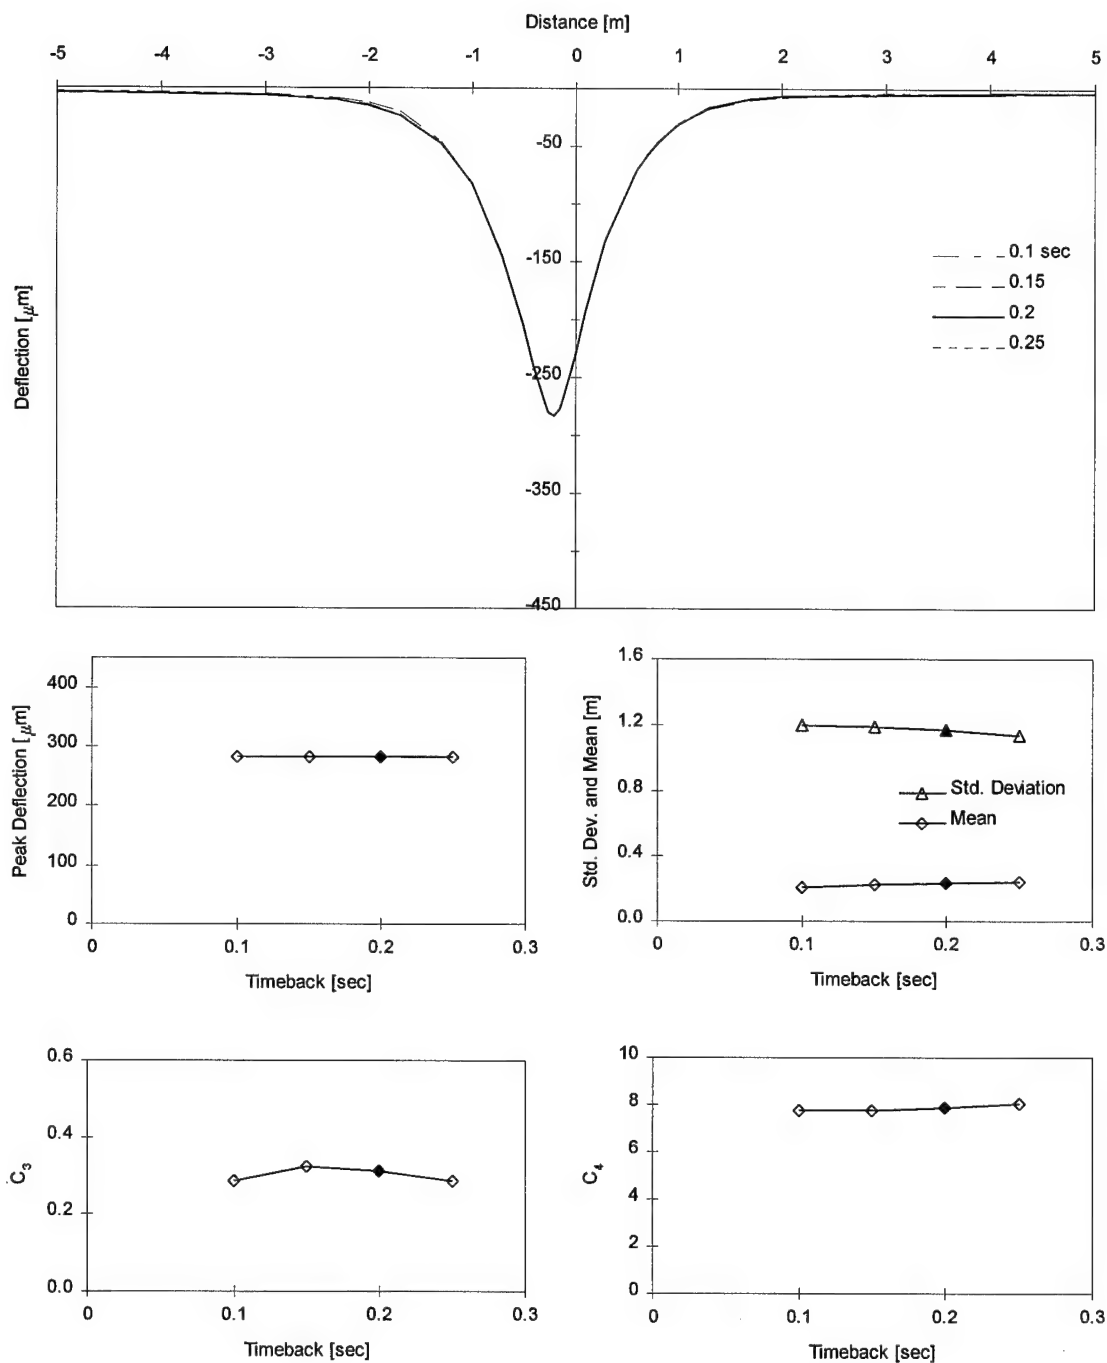 Distance [m]
-5 -4 -3 -2 -1 0 1 2 3 4 5
-50
-150
-250
-350
-450
Deflection [μm]
0.1 sec
0.15
0.2
0.25
Peak Deflection [μm]
400
300
200
100
0
0 0.1 0.2 0.3
Timeback [sec]
Std. Dev. and Mean [m]
1.6
1.2
0.8
0.4
0.0
Std. Deviation
Mean
0 0.1 0.2 0.3
Timeback [sec]
C3
0.6
0.4
0.2
0.0
0 0.1 0.2 0.3
Timeback [sec]
C4
10
8
6
4
2
0
0 0.1 0.2 0.3
Timeback [sec]